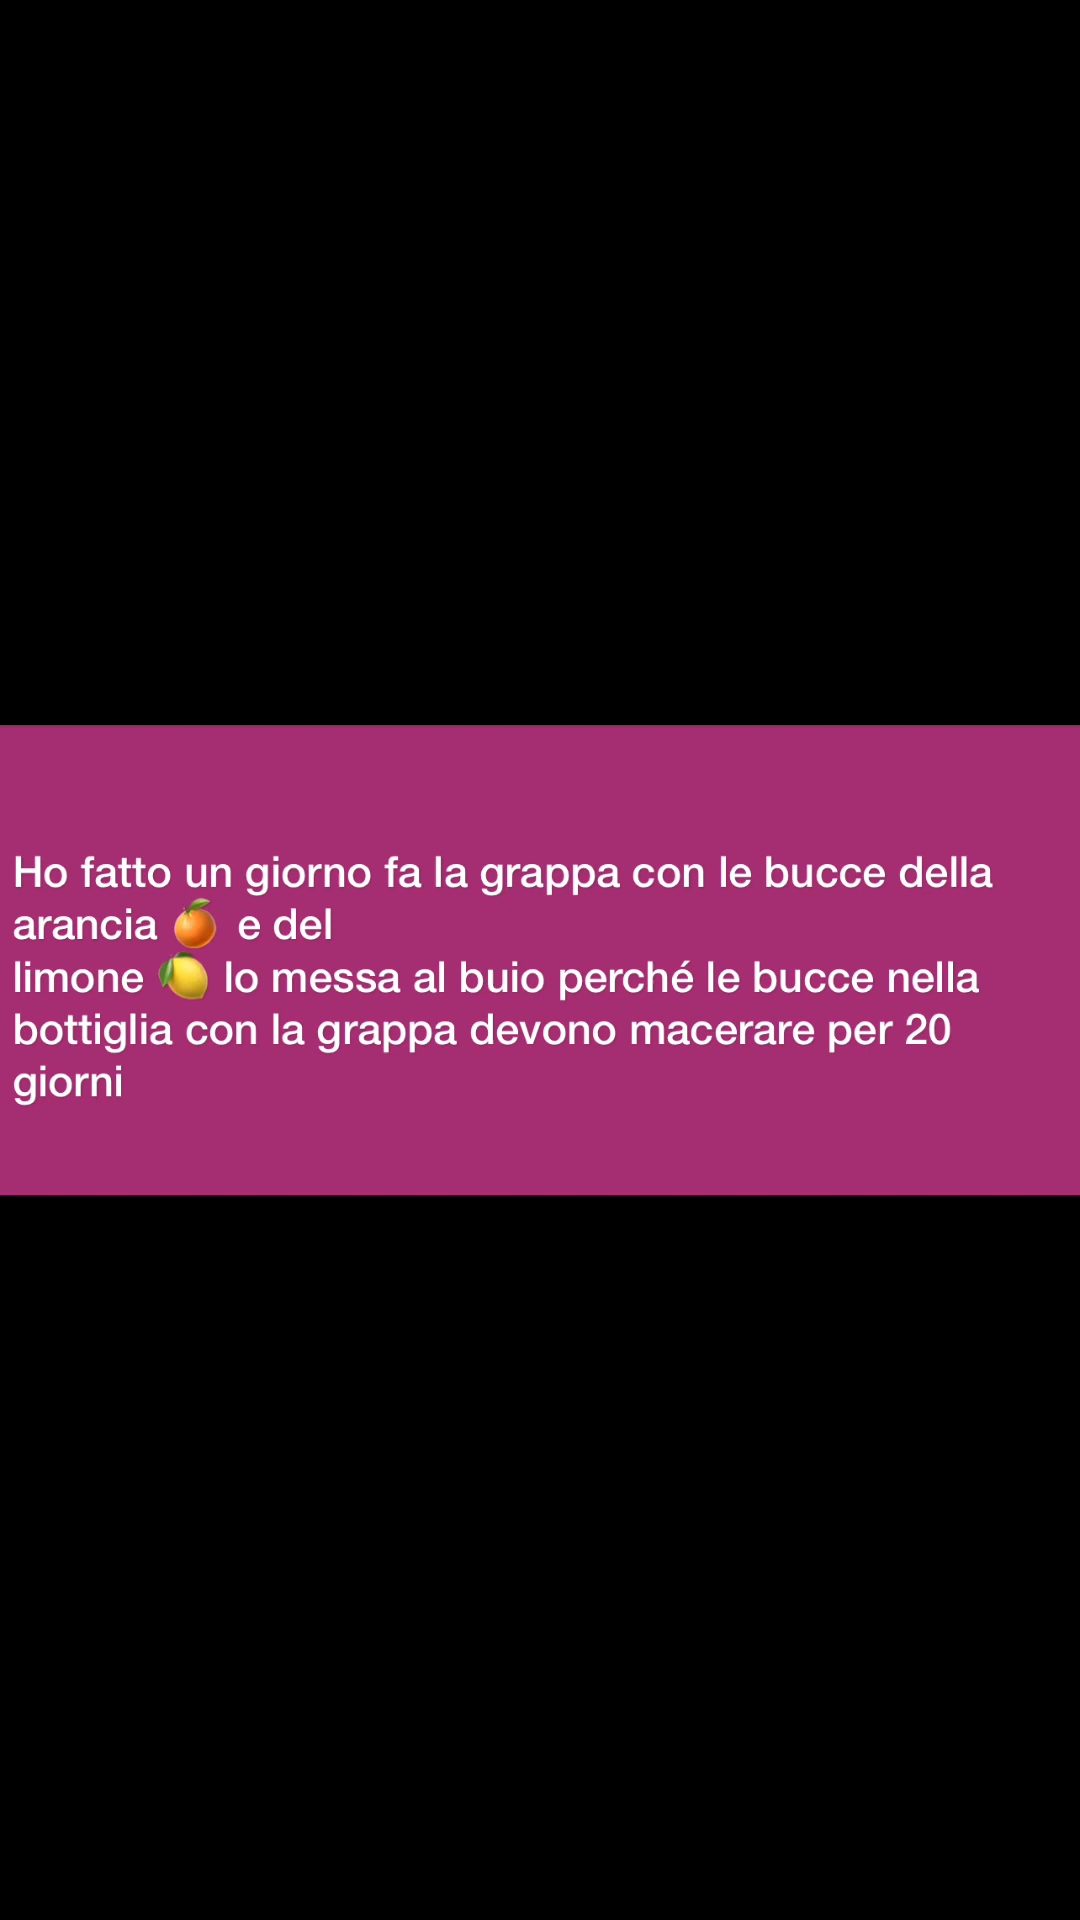 Ho fatto un giorno fa la grappa con le bucce della
arancia 🍊 e del
limone 🍋 lo messa al buio perché le bucce nella
bottiglia con la grappa devono macerare per 20
giorni